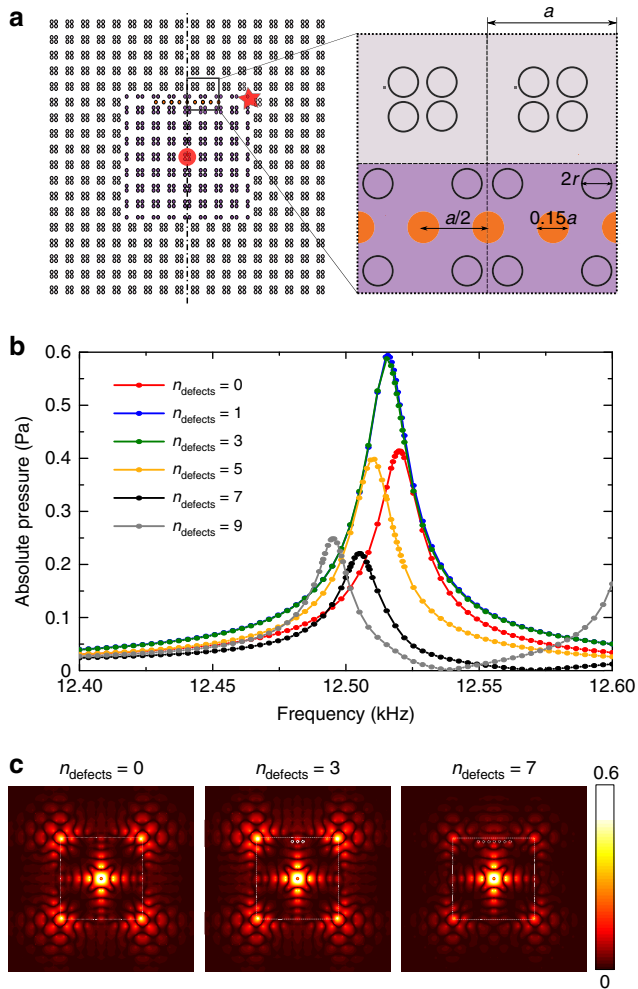 a
a
2r
a/2
0.15a
b
0.6
0.5
0.4
0.3
0.2
0.1
0
Absolute pressure (Pa)
n_defects = 0
n_defects = 1
n_defects = 3
n_defects = 5
n_defects = 7
n_defects = 9
12.40
12.45
12.50
12.55
12.60
Frequency (kHz)
c
n_defects = 0
n_defects = 3
n_defects = 7
0.6
0